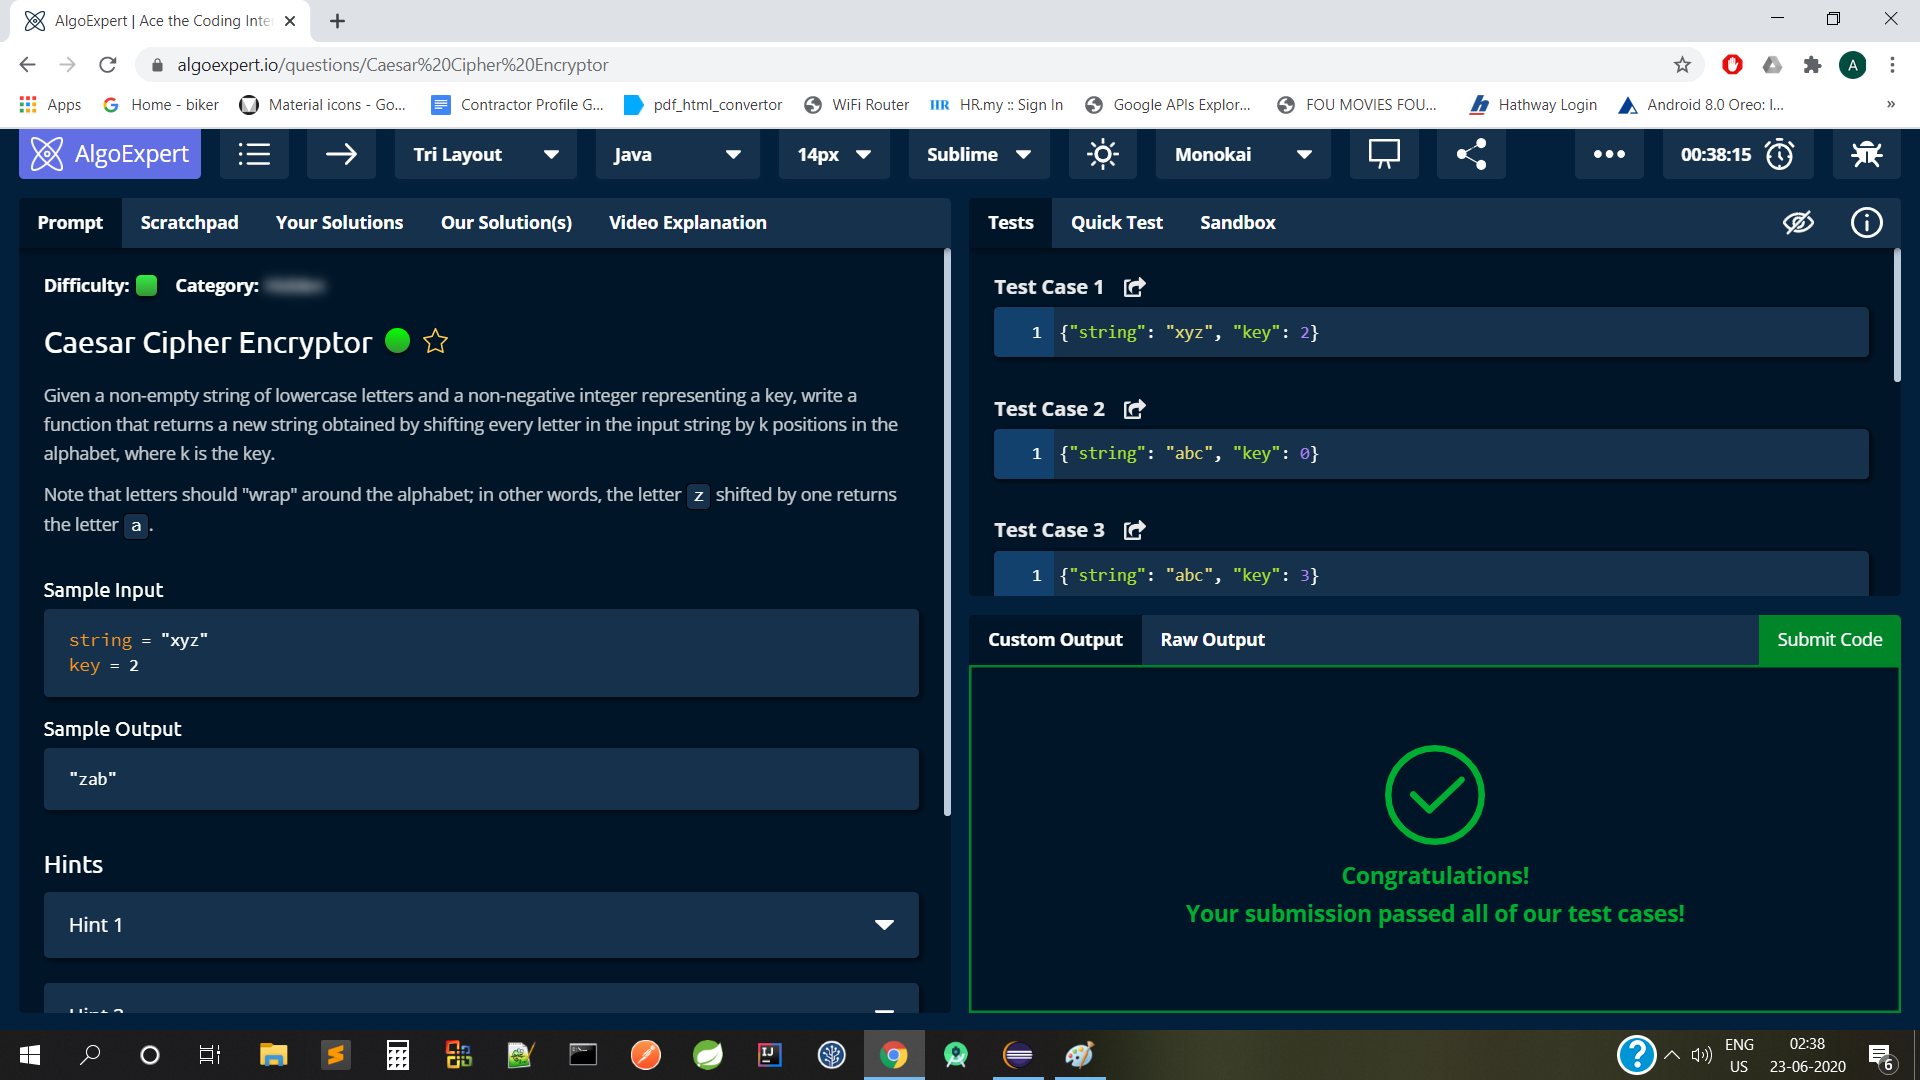 AlgoExpert | Ace the Coding Inte
algoexpert.io/questions/Caesar%20Cipher%20Encryptor
A
Apps
Home - biker
Material icons - Go...
Contractor Profile G...
pdf_html_convertor
WiFi Router
HR HR.my :: Sign In
Google APIs Explor...
FOU MOVIES FOU...
Hathway Login
Android 8.0 Oreo: I...
»
AlgoExpert
Tri Layout
Java
14px
Sublime
Monokai
00:38:15
Prompt
Scratchpad
Your Solutions
Our Solution(s)
Video Explanation
Difficulty:
Category:
Caesar Cipher Encryptor
Given a non-empty string of lowercase letters and a non-negative integer representing a key, write a
function that returns a new string obtained by shifting every letter in the input string by k positions in the
alphabet, where k is the key.
Note that letters should "wrap" around the alphabet; in other words, the letter z shifted by one returns
the letter a .
Sample Input
string = "xyz"
key = 2
Sample Output
"zab"
Hints
Hint 1
Tests
Quick Test
Sandbox
Test Case 1
1 {"string": "xyz", "key": 2}
Test Case 2
1 {"string": "abc", "key": 0}
Test Case 3
1 {"string": "abc", "key": 3}
Custom Output
Raw Output
Submit Code
Congratulations!
Your submission passed all of our test cases!
ENG
US
02:38
23-06-2020
6